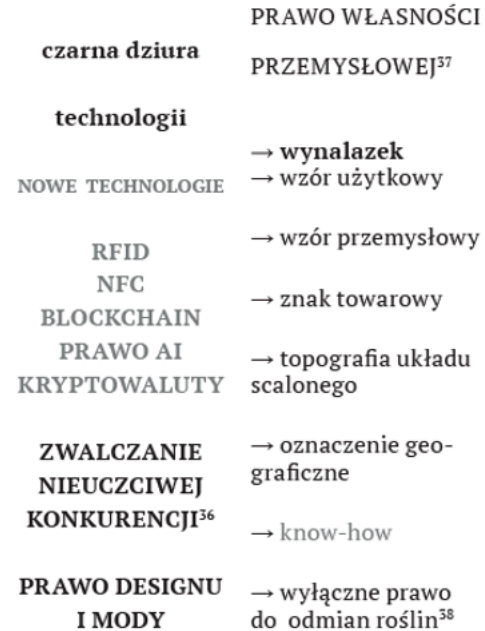 czarna dziura
technologii
NOWE TECHNOLOGIE
RFID
NFC
BLOCKCHAIN
PRAWO AI
KRYPTOWALUTY
ZWALCZANIE
NIEUCZCIWEJ
KONKURENCJI³⁶
PRAWO DESIGNU
I MODY
PRAWO WŁASNOŚCI
PRZEMYSŁOWEJ³⁷
→ wynalazek
→ wzór użytkowy
→ wzór przemysłowy
→ znak towarowy
→ topografia układu
scalonego
→ oznaczenie geo-
graficzne
→ know-how
→ wyłączne prawo
do odmian roślin³⁸